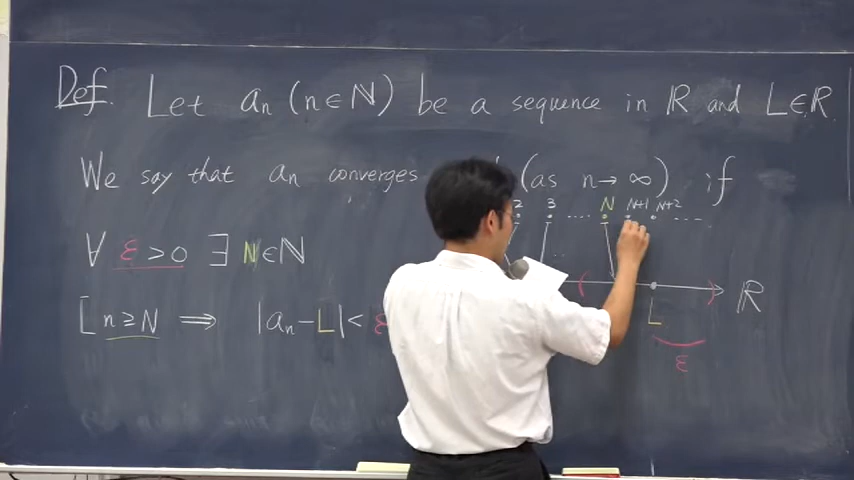 Def. Let an (n∈ℕ) be a sequence in ℝ and L∈ℝ.
We say that an converges (as n→∞) if
2 3 .... N N+1 N+2 ----
∀ ε>0 ∃ N∈ℕ
ℝ
[n≥N ⟹ |an-L|< ε
L
ε